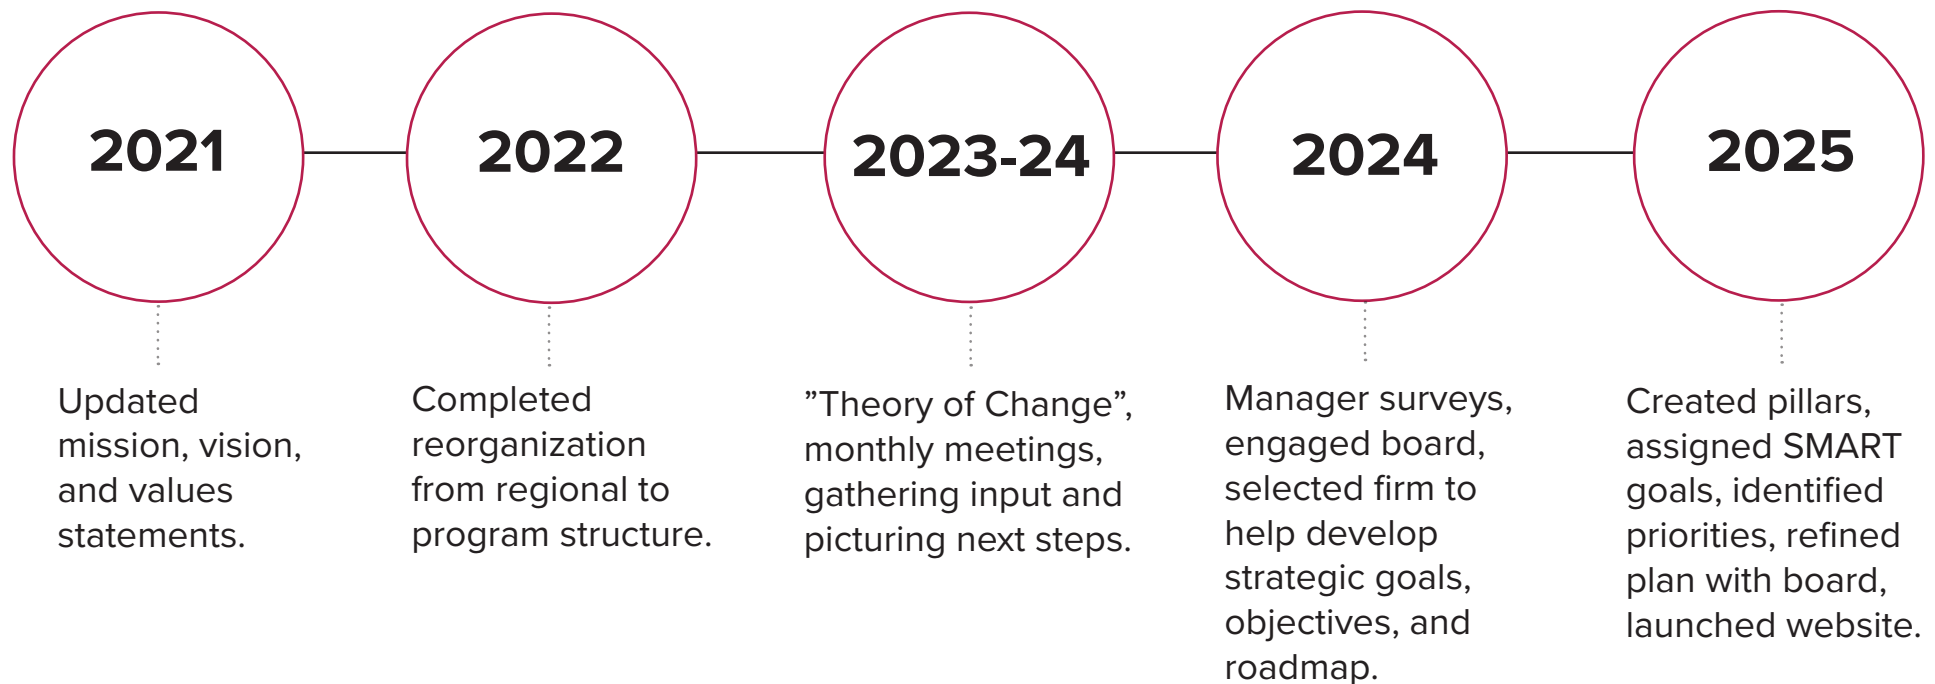 2021
Updated
mission, vision,
and values
statements.
2022
Completed
reorganization
from regional to
program structure.
2023-24
”Theory of Change”,
monthly meetings,
gathering input and
picturing next steps.
2024
Manager surveys,
engaged board,
selected firm to
help develop
strategic goals,
objectives, and
roadmap.
2025
Created pillars,
assigned SMART
goals, identified
priorities, refined
plan with board,
launched website.